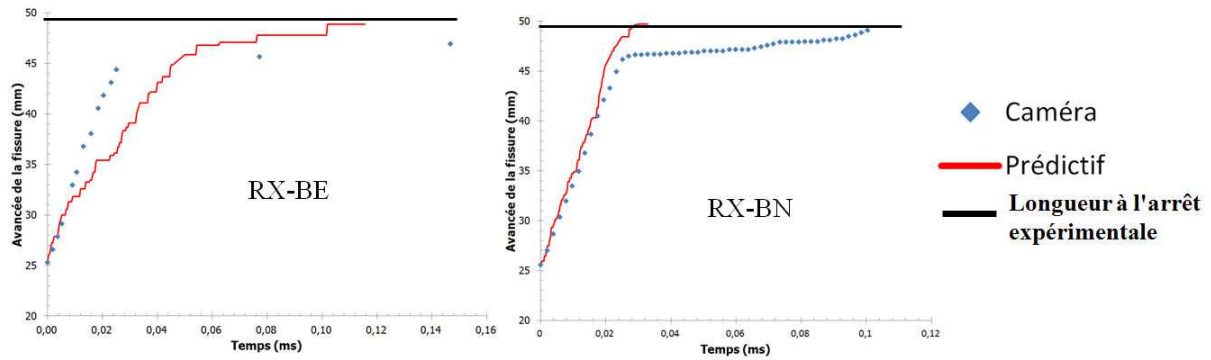 50
45
40
35
30
25
20
Avancée de la fissure (mm)
0,00 0,02 0,04 0,06 0,08 0,10 0,12 0,14 0,16
Temps (ms)
RX-BE
50
45
40
35
30
25
20
Avancée de la fissure (mm)
0 0,02 0,04 0,06 0,08 0,1 0,12
Temps (ms)
RX-BN
Caméra
Prédictif
Longueur à l'arrêt
expérimentale